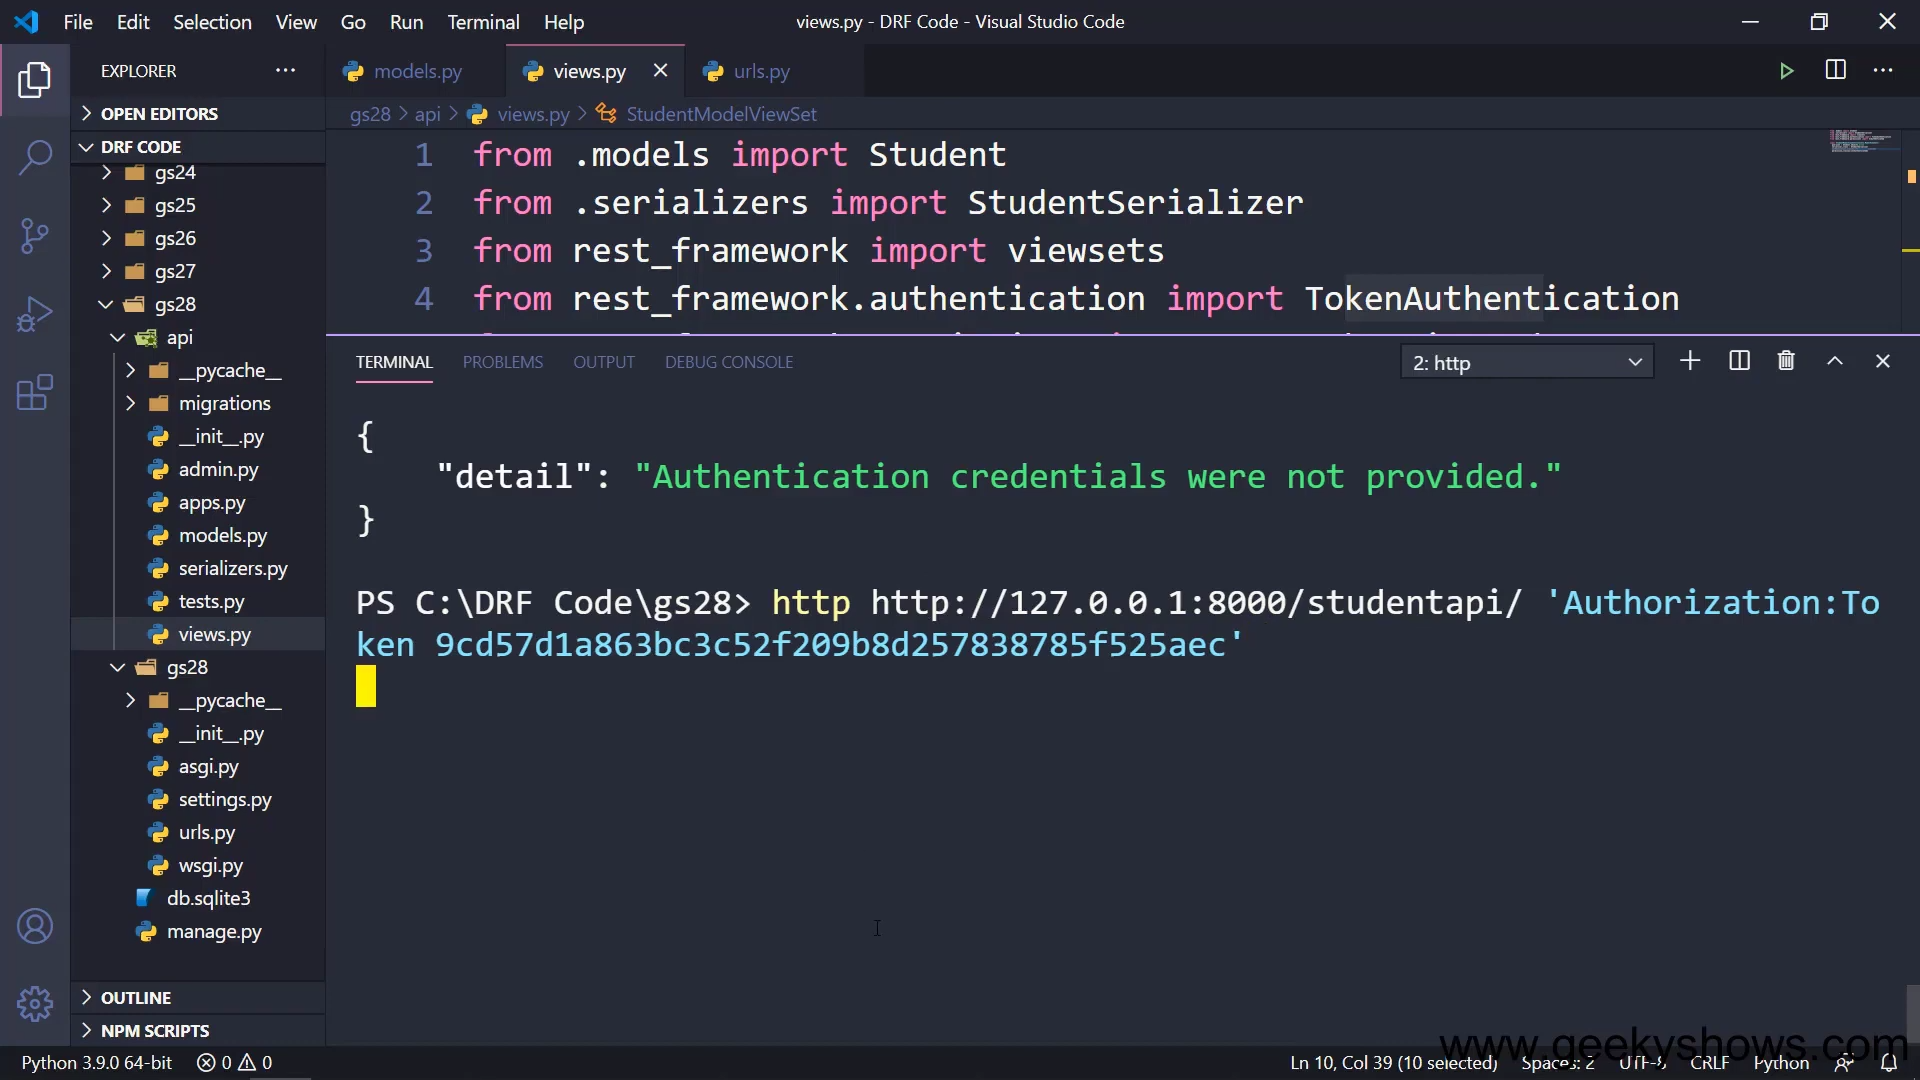 File Edit Selection View Go Run Terminal Help
views.py - DRF Code - Visual Studio Code
EXPLORER
OPEN EDITORS
DRF CODE
gs24
gs25
gs26
gs27
gs28
api
__pycache__
migrations
__init__.py
admin.py
apps.py
models.py
serializers.py
tests.py
views.py
gs28
__pycache__
__init__.py
asgi.py
settings.py
urls.py
wsgi.py
db.sqlite3
manage.py
OUTLINE
NPM SCRIPTS
models.py views.py urls.py
gs28 > api > views.py > StudentModelViewSet
1 from .models import Student
2 from .serializers import StudentSerializer
3 from rest_framework import viewsets
4 from rest_framework.authentication import TokenAuthentication
TERMINAL PROBLEMS OUTPUT DEBUG CONSOLE
2: http
{
"detail": "Authentication credentials were not provided."
}
PS C:\DRF Code\gs28> http http://127.0.0.1:8000/studentapi/ 'Authorization:To
ken 9cd57d1a863bc3c52f209b8d257838785f525aec'
www.geekyshows.com
Python 3.9.0 64-bit 0 0 Ln 10, Col 39 (10 selected) Spaces: 2 UTF-8 CRLF Python